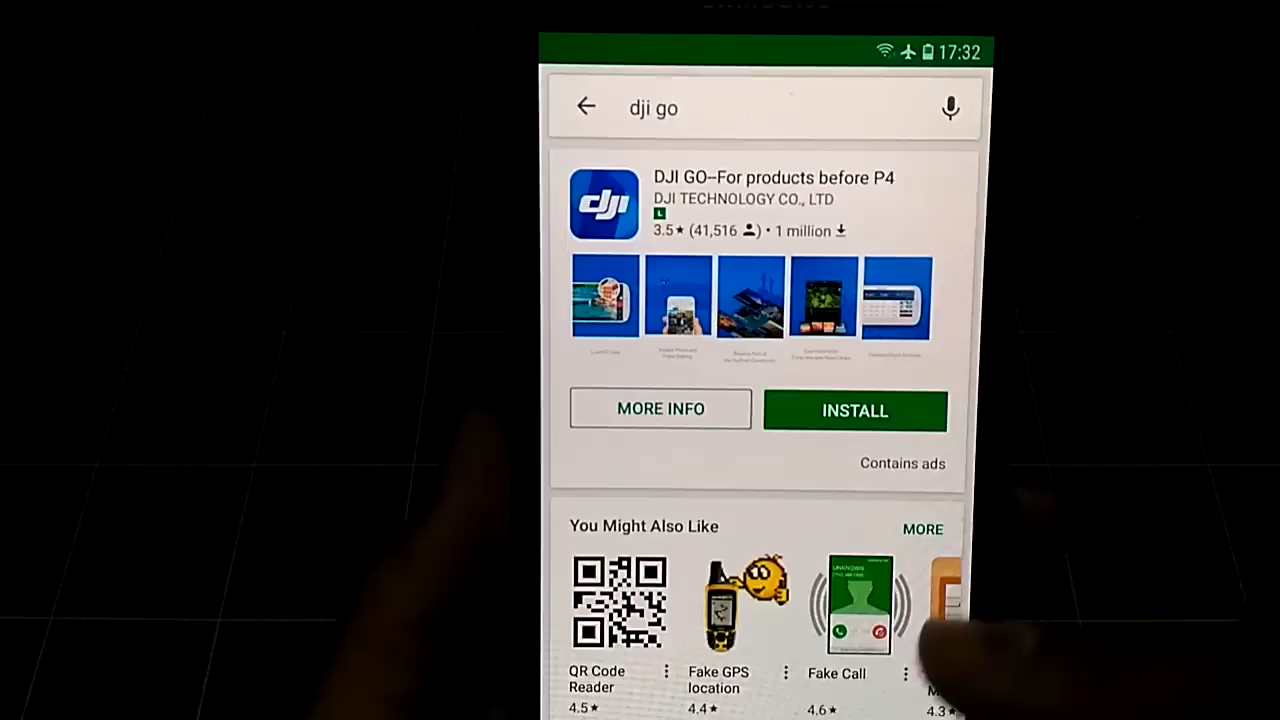 17:32
dji go
dji
DJI GO--For products before P4
DJI TECHNOLOGY CO., LTD
L
3.5★ (41,516) • 1 million
MORE INFO
INSTALL
Contains ads
You Might Also Like
MORE
UNKNOWN
QR Code
Reader
4.5★
Fake GPS
location
4.4★
Fake Call
4.6★
4.3★